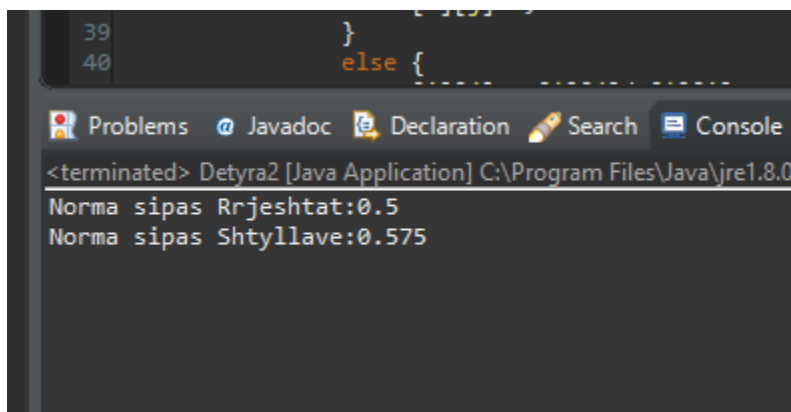 39 }
40 else {
Problems @ Javadoc Declaration Search Console
<terminated> Detyra2 [Java Application] C:\Program Files\Java\jre1.8.0
Norma sipas Rrjeshtat:0.5
Norma sipas Shtyllave:0.575